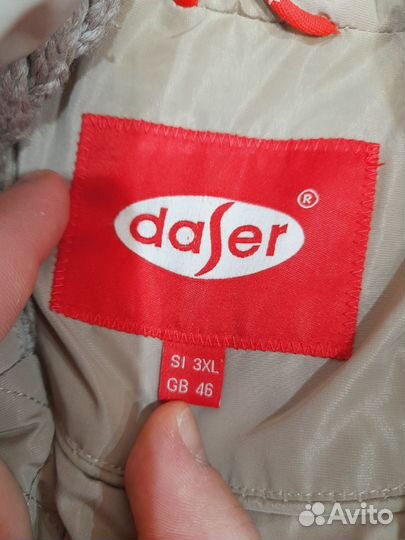 daser ®
SI 3XL
GB 46
Avito